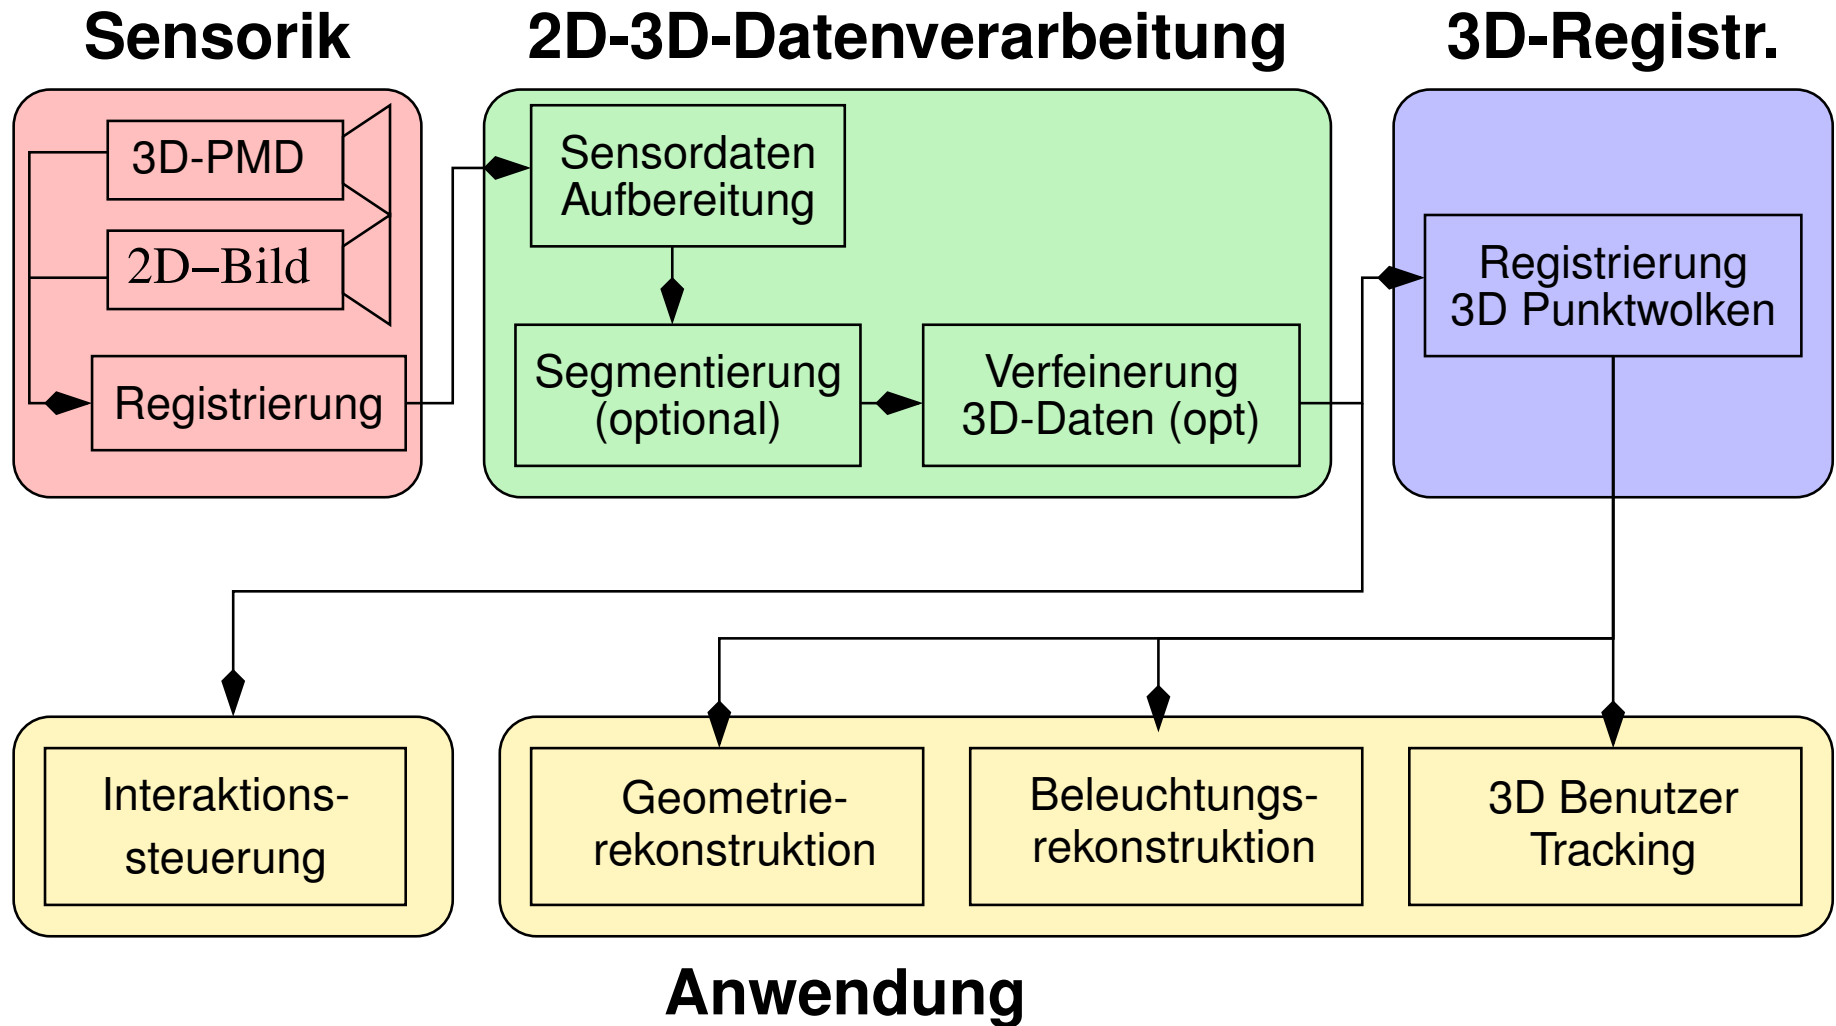 Sensorik
2D-3D-Datenverarbeitung
3D-Registr.
3D-PMD
2D–Bild
Registrierung
Sensordaten
Aufbereitung
Segmentierung
(optional)
Verfeinerung
3D-Daten (opt)
Registrierung
3D Punktwolken
Interaktions-
steuerung
Geometrie-
rekonstruktion
Beleuchtungs-
rekonstruktion
3D Benutzer
Tracking
Anwendung